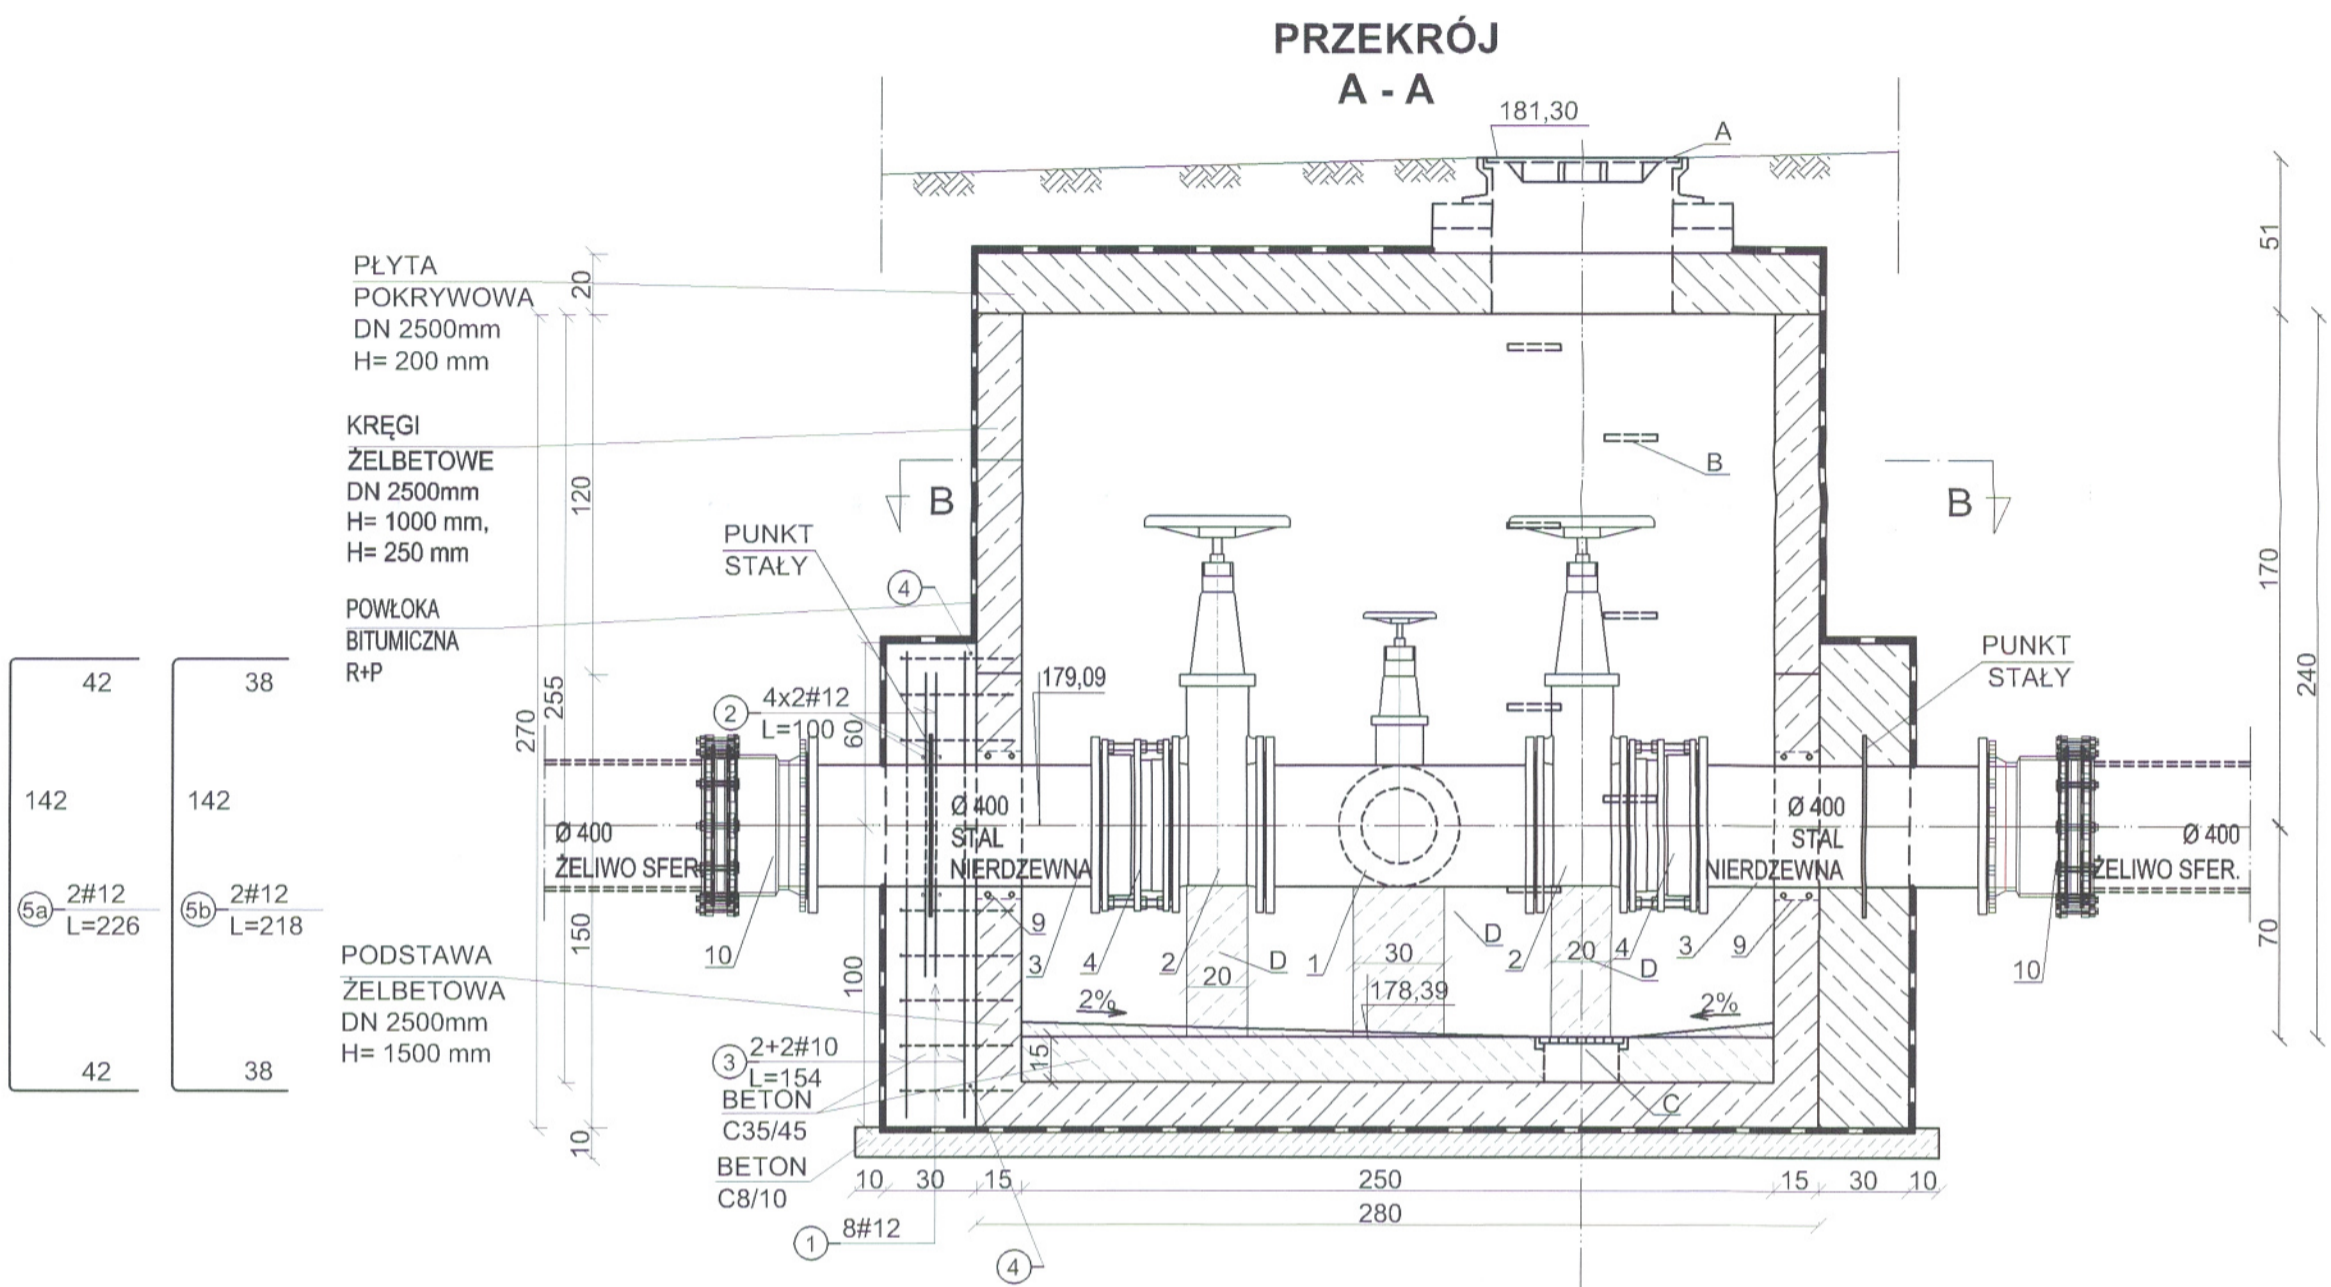 PRZEKRÓJ
A - A
181,30
A
51
PŁYTA
POKRYWOWA
DN 2500mm
H= 200 mm
20
KRĘGI
ŻELBETOWE
DN 2500mm
H= 1000 mm,
H= 250 mm
120
B
B
B
PUNKT
STAŁY
4
170
240
POWŁOKA
BITUMICZNA
R+P
PUNKT
STAŁY
42
38
179,09
2
4x2#12
L=100
60
270
255
142
142
Ø 400
ŻELIWO SFER.
Ø 400
STAL
NIERDZEWNA
Ø 400
STAL
NIERDZEWNA
Ø 400
ŻELIWO SFER.
5a
2#12
L=226
5b
2#12
L=218
150
100
10
9
3
4
2
20
D
1
30
D
2
20
4
D
3
9
10
70
PODSTAWA
ŻELBETOWA
DN 2500mm
H= 1500 mm
2%
178,39
2%
42
38
3
2+2#10
L=154
15
BETON
C35/45
C
10
BETON
C8/10
10
30
15
250
15
30
10
280
1
8#12
4